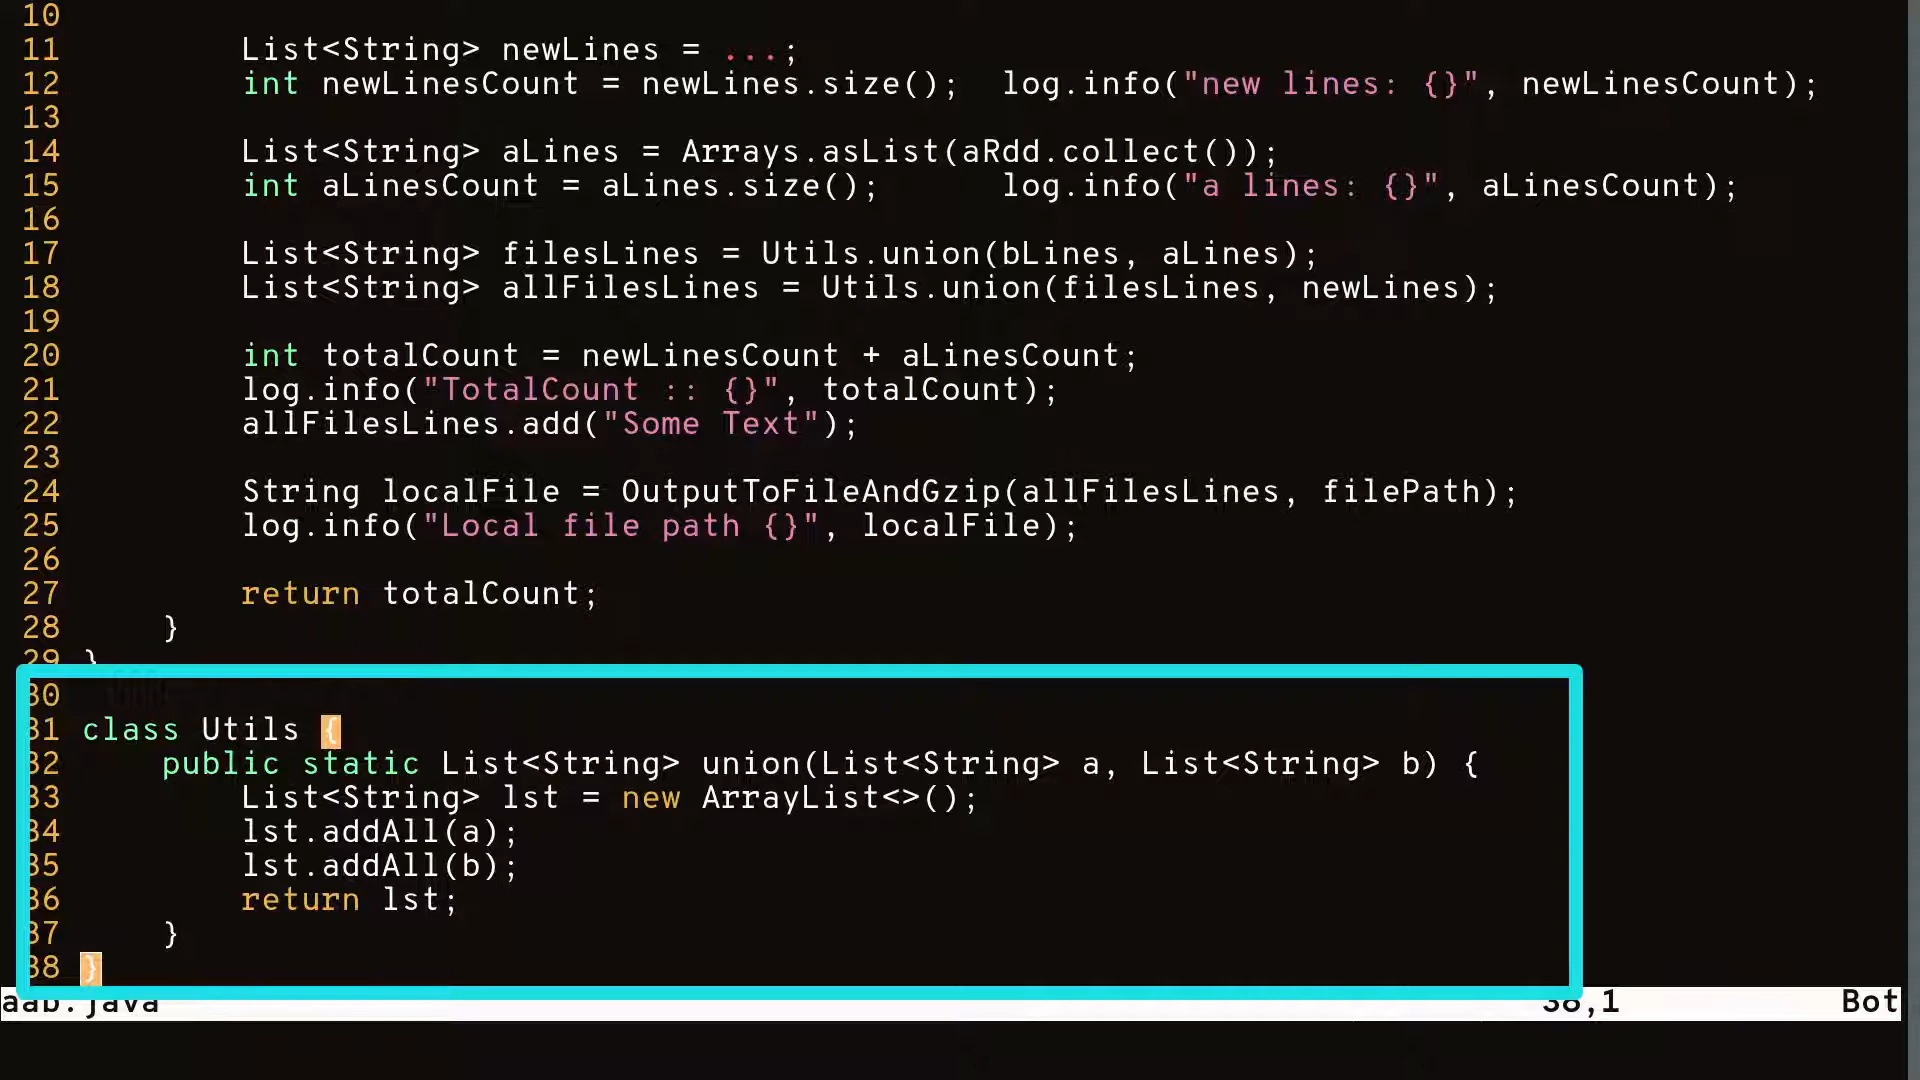 10
11 List<String> newLines = ...;
12 int newLinesCount = newLines.size(); log.info("new lines: {}", newLinesCount);
13
14 List<String> aLines = Arrays.asList(aRdd.collect());
15 int aLinesCount = aLines.size(); log.info("a lines: {}", aLinesCount);
16
17 List<String> filesLines = Utils.union(bLines, aLines);
18 List<String> allFilesLines = Utils.union(filesLines, newLines);
19
20 int totalCount = newLinesCount + aLinesCount;
21 log.info("TotalCount :: {}", totalCount);
22 allFilesLines.add("Some Text");
23
24 String localFile = OutputToFileAndGzip(allFilesLines, filePath);
25 log.info("Local file path {}", localFile);
26
27 return totalCount;
28 }
29 }
30
31 class Utils {
32 public static List<String> union(List<String> a, List<String> b) {
33 List<String> lst = new ArrayList<>();
34 lst.addAll(a);
35 lst.addAll(b);
36 return lst;
37 }
38 }
aab.java 38,1 Bot